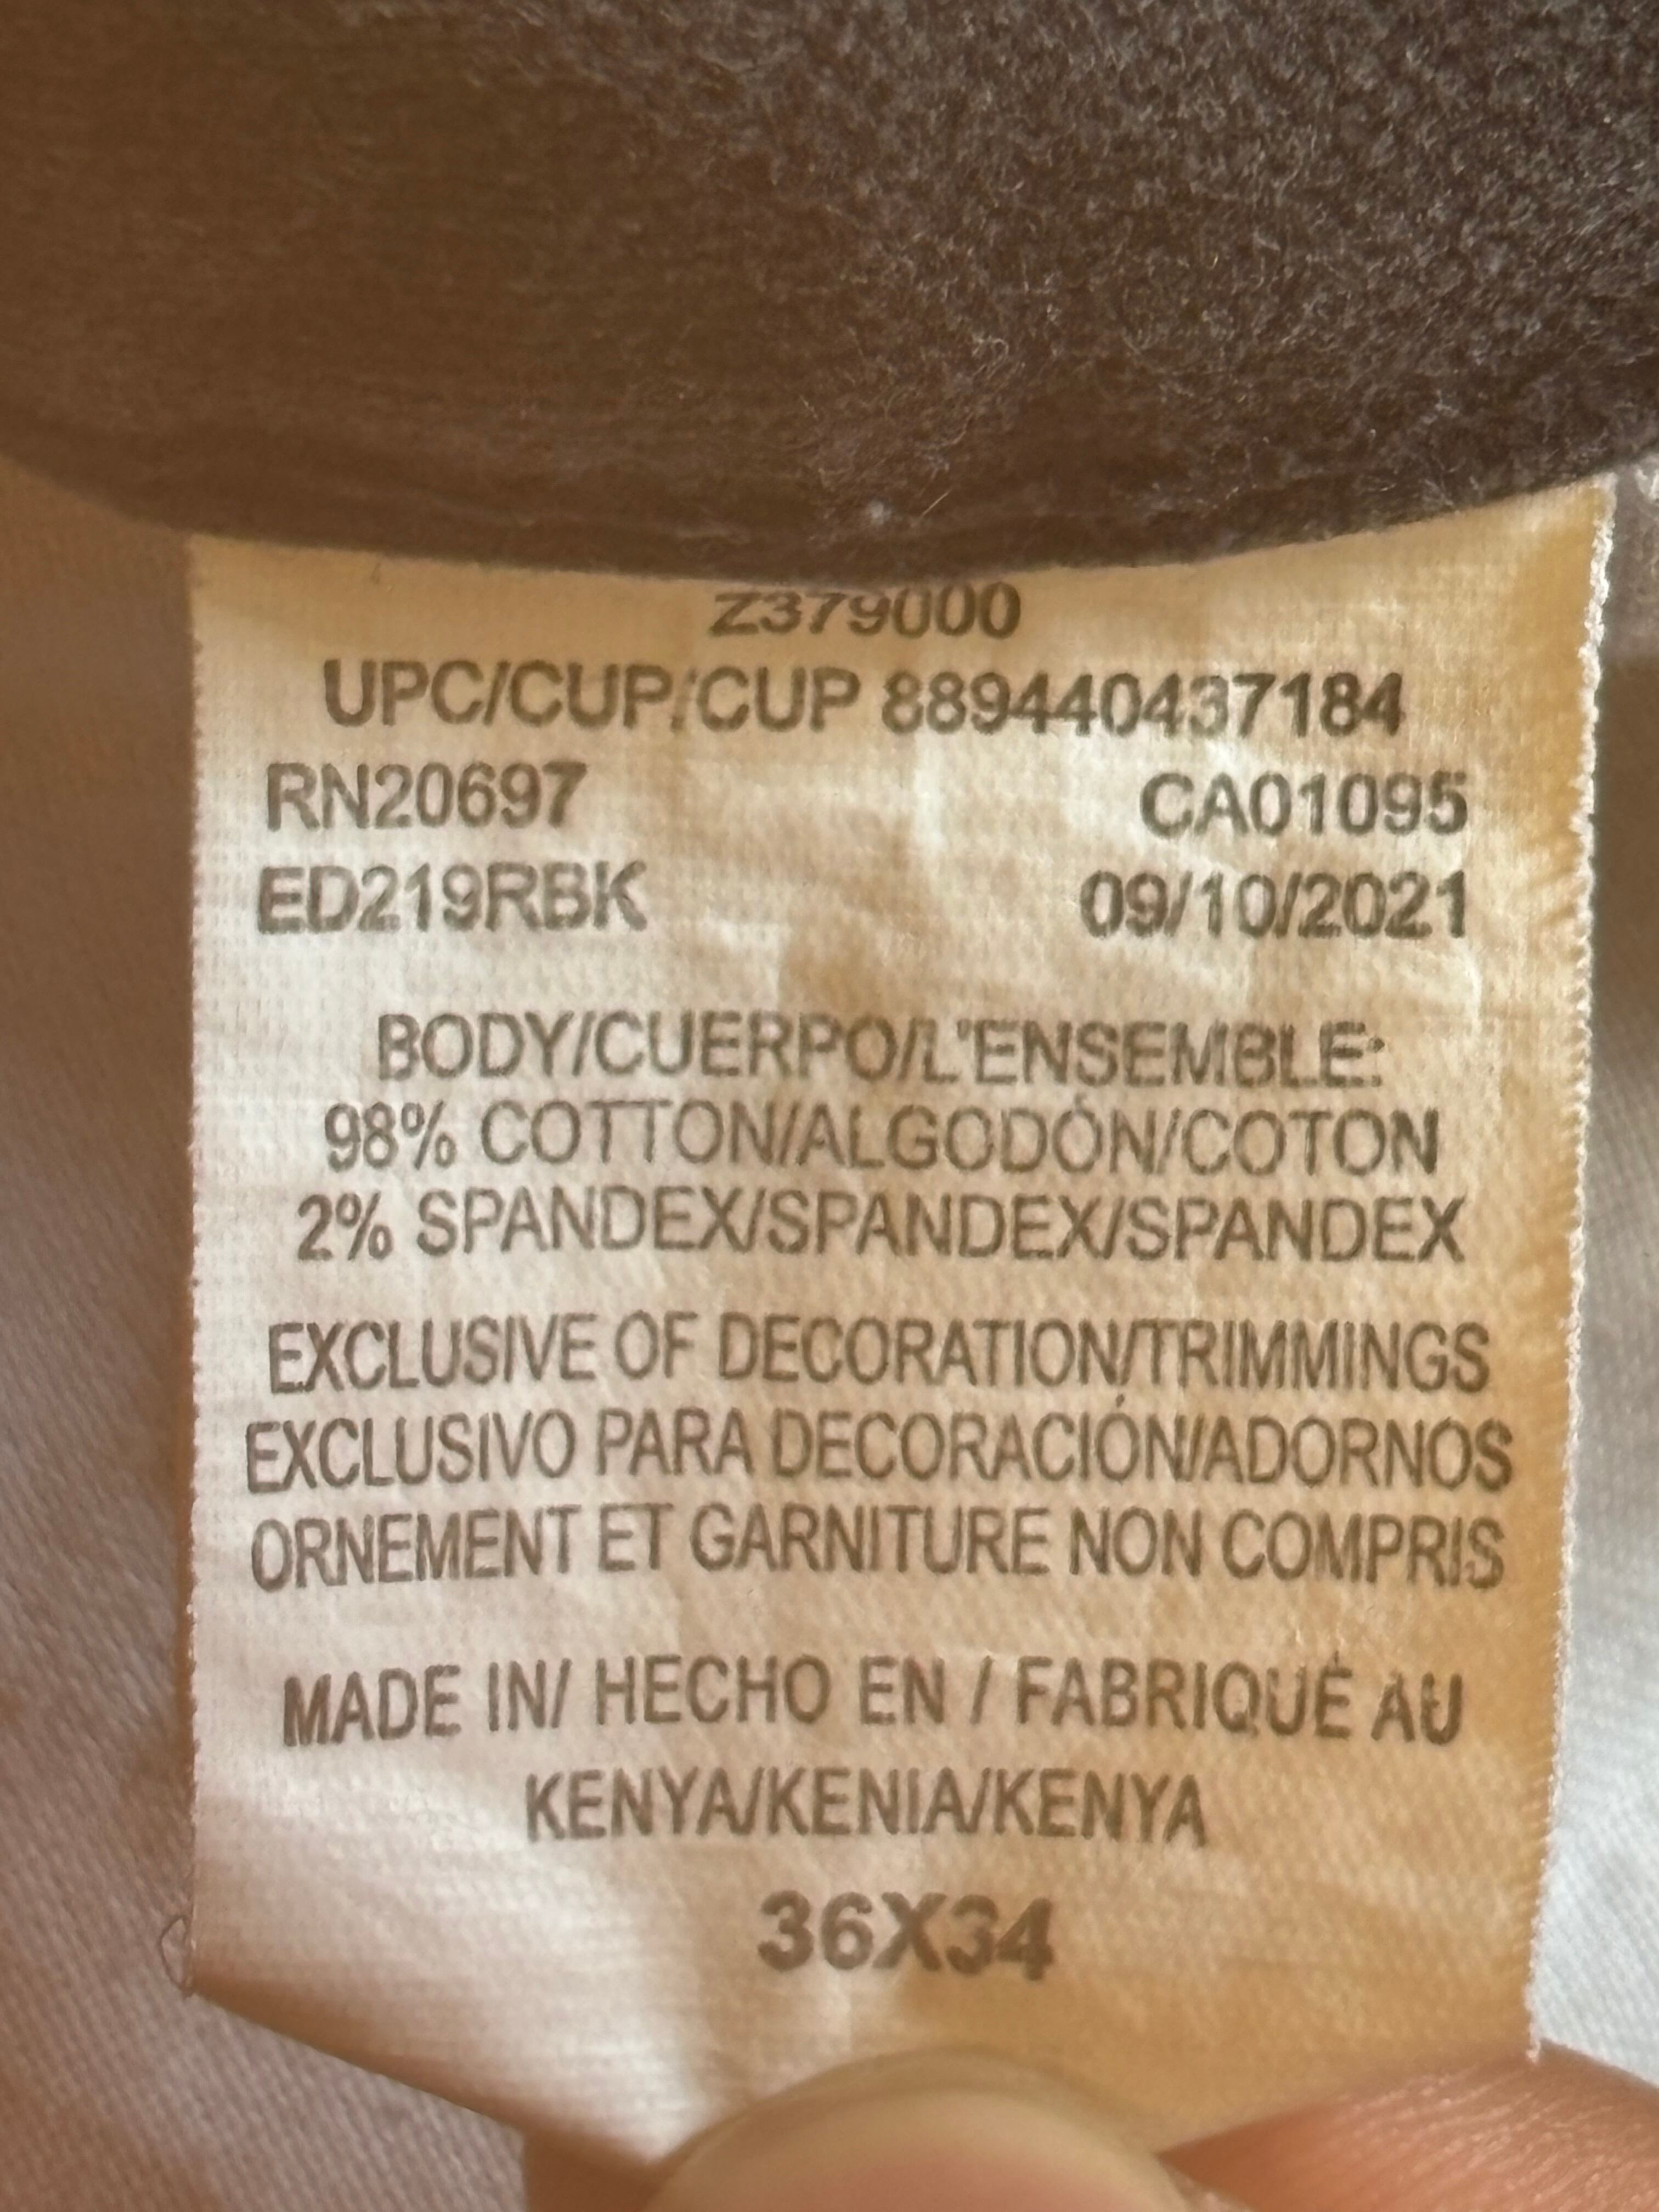 Z379000
UPC/CUP/CUP 889440437184
RN20697 CA01095
ED219RBK 09/10/2021
BODY/CUERPO/L'ENSEMBLE:
98% COTTON/ALGODÓN/COTON
2% SPANDEX/SPANDEX/SPANDEX
EXCLUSIVE OF DECORATION/TRIMMINGS
EXCLUSIVO PARA DECORACIÓN/ADORNOS
ORNEMENT ET GARNITURE NON COMPRIS
MADE IN/ HECHO EN / FABRIQUÉ AU
KENYA/KENIA/KENYA
36X34